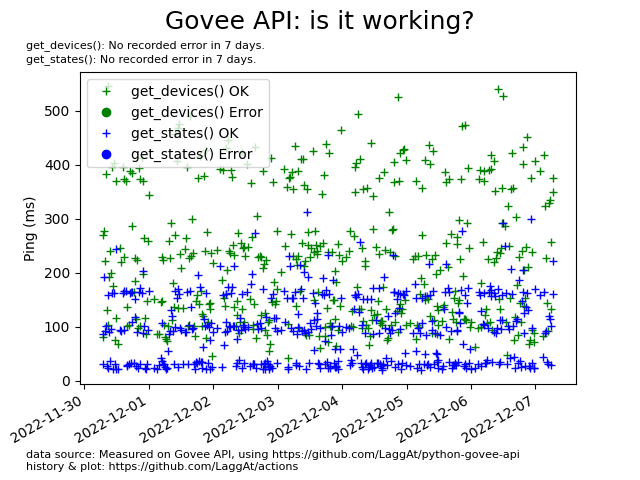 Govee API: is it working?
get_devices(): No recorded error in 7 days.
get_states(): No recorded error in 7 days.
get_devices() OK
get_devices() Error
get_states() OK
get_states() Error
Ping (ms)
500
400
300
200
100
0
2022-11-30
2022-12-01
2022-12-02
2022-12-03
2022-12-04
2022-12-05
2022-12-06
2022-12-07
data source: Measured on Govee API, using https://github.com/LaggAt/python-govee-api
history & plot: https://github.com/LaggAt/actions